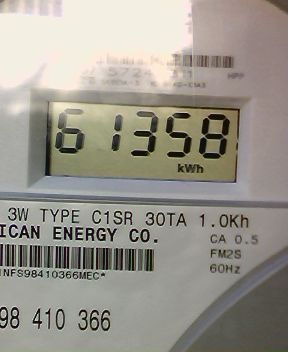 61358
kWh
3W TYPE C1SR 30TA 1.0Kh
ICAN ENERGY CO.
CA 0.5
FM2S
60Hz
INFS98410366MEC*
98 410 366